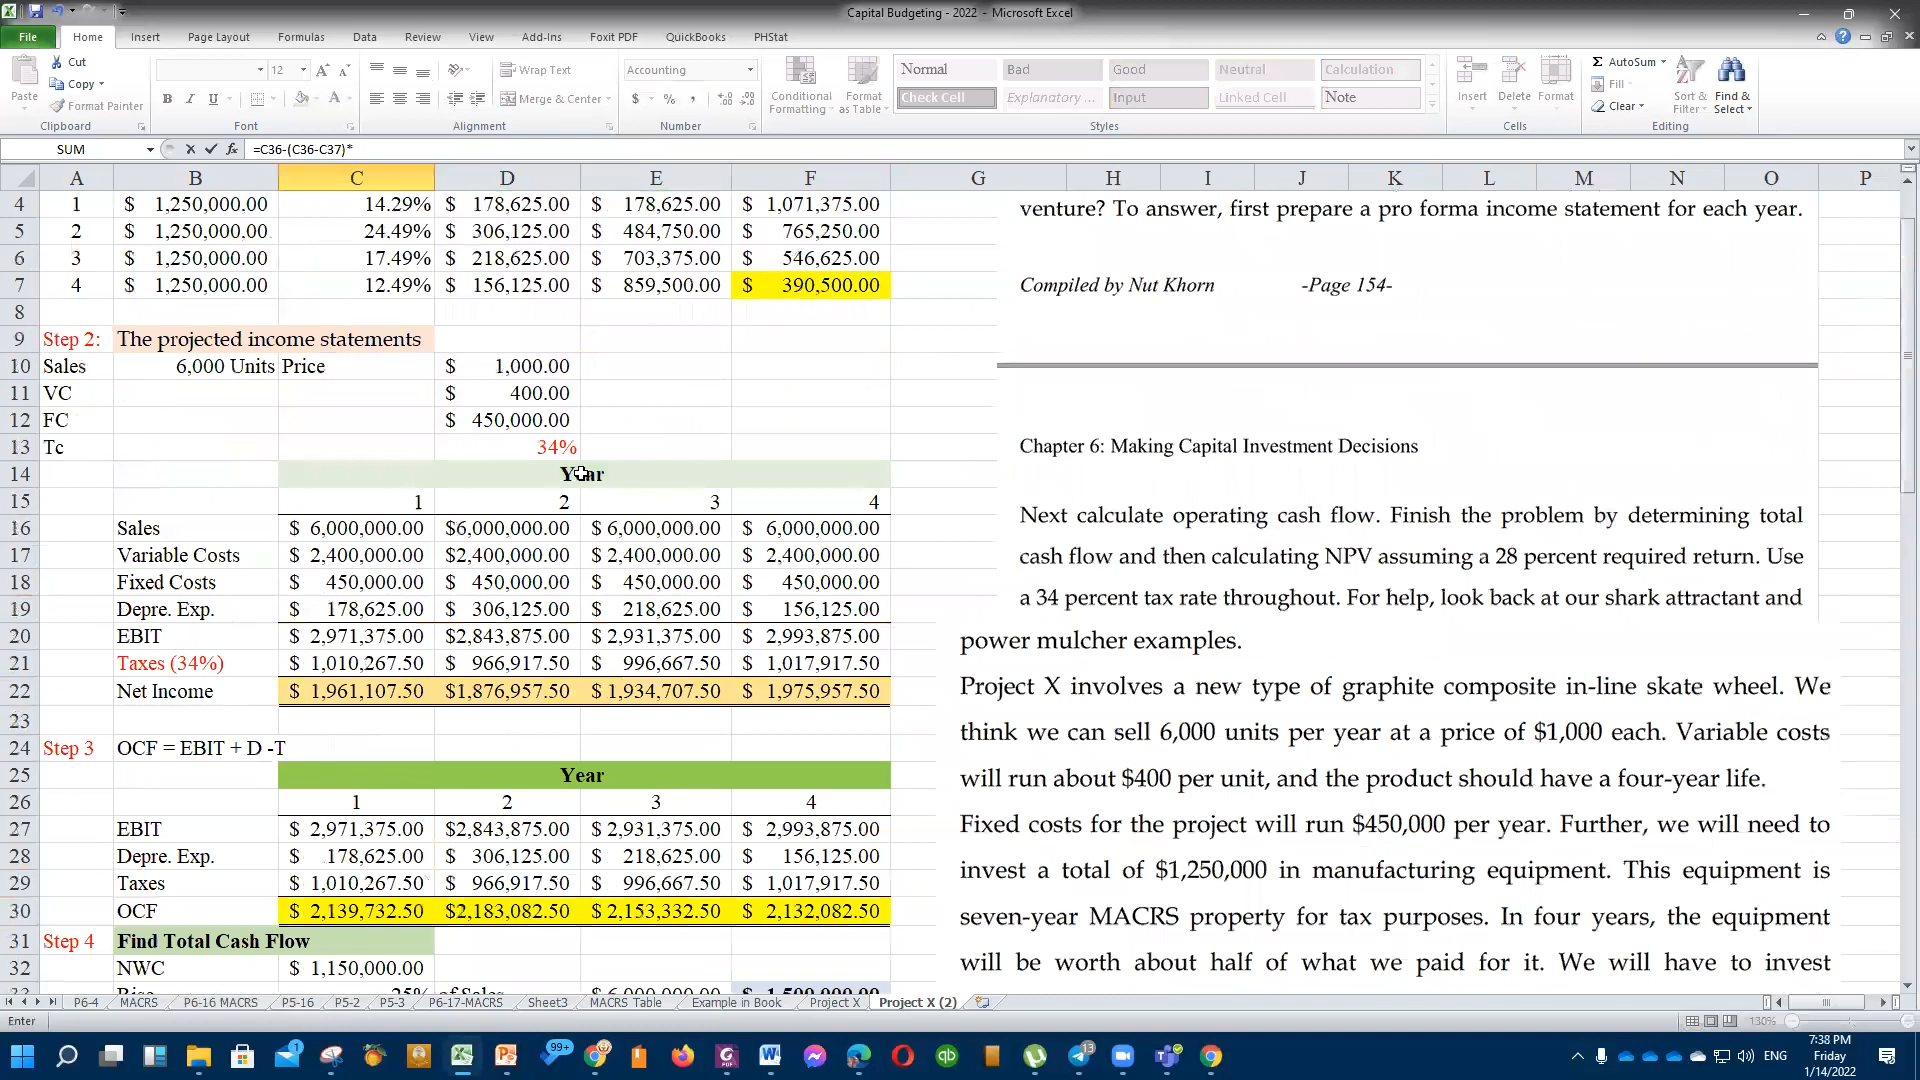 Capital Budgeting - 2022 - Microsoft Excel
File Home Insert Page Layout Formulas Data Review View Add-Ins Foxit PDF QuickBooks PHStat
Paste Cut Copy Format Painter 12 Wrap Text Merge & Center Accounting $ % , Conditional Formatting Format as Table Normal Bad Good Neutral Calculation Check Cell Explanatory ... Input Linked Cell Note Insert Delete Format AutoSum Fill Clear Sort & Filter Find & Select
Clipboard Font Alignment Number Styles Cells Editing
SUM =C36-(C36-C37)*
A B C D E F G H I J K L M N O P
4 1 $ 1,250,000.00 14.29% $ 178,625.00 $ 178,625.00 $ 1,071,375.00
5 2 $ 1,250,000.00 24.49% $ 306,125.00 $ 484,750.00 $ 765,250.00
6 3 $ 1,250,000.00 17.49% $ 218,625.00 $ 703,375.00 $ 546,625.00
7 4 $ 1,250,000.00 12.49% $ 156,125.00 $ 859,500.00 $ 390,500.00
8
9 Step 2: The projected income statements
10 Sales 6,000 Units Price $ 1,000.00
11 VC $ 400.00
12 FC $ 450,000.00
13 Tc 34%
14 Year
15 1 2 3 4
16 Sales $ 6,000,000.00 $6,000,000.00 $ 6,000,000.00 $ 6,000,000.00
17 Variable Costs $ 2,400,000.00 $2,400,000.00 $ 2,400,000.00 $ 2,400,000.00
18 Fixed Costs $ 450,000.00 $ 450,000.00 $ 450,000.00 $ 450,000.00
19 Depre. Exp. $ 178,625.00 $ 306,125.00 $ 218,625.00 $ 156,125.00
20 EBIT $ 2,971,375.00 $2,843,875.00 $ 2,931,375.00 $ 2,993,875.00
21 Taxes (34%) $ 1,010,267.50 $ 966,917.50 $ 996,667.50 $ 1,017,917.50
22 Net Income $ 1,961,107.50 $1,876,957.50 $ 1,934,707.50 $ 1,975,957.50
23
24 Step 3 OCF = EBIT + D -T
25 Year
26 1 2 3 4
27 EBIT $ 2,971,375.00 $2,843,875.00 $ 2,931,375.00 $ 2,993,875.00
28 Depre. Exp. $ 178,625.00 $ 306,125.00 $ 218,625.00 $ 156,125.00
29 Taxes $ 1,010,267.50 $ 966,917.50 $ 996,667.50 $ 1,017,917.50
30 OCF $ 2,139,732.50 $2,183,082.50 $ 2,153,332.50 $ 2,132,082.50
31 Step 4 Find Total Cash Flow
32 NWC $ 1,150,000.00
33 Rise 25% of Sales $ 6,000,000.00 $ 1,500,000.00
venture? To answer, first prepare a pro forma income statement for each year.
Compiled by Nut Khorn -Page 154-
Chapter 6: Making Capital Investment Decisions
Next calculate operating cash flow. Finish the problem by determining total
cash flow and then calculating NPV assuming a 28 percent required return. Use
a 34 percent tax rate throughout. For help, look back at our shark attractant and
power mulcher examples.
Project X involves a new type of graphite composite in-line skate wheel. We
think we can sell 6,000 units per year at a price of $1,000 each. Variable costs
will run about $400 per unit, and the product should have a four-year life.
Fixed costs for the project will run $450,000 per year. Further, we will need to
invest a total of $1,250,000 in manufacturing equipment. This equipment is
seven-year MACRS property for tax purposes. In four years, the equipment
will be worth about half of what we paid for it. We will have to invest
P6-4 MACRS P6-16 MACRS P5-16 P5-2 P5-3 P6-17-MACRS Sheet3 MACRS Table Example in Book Project X Project X (2)
Enter 130%
1 99+ 13 ENG
7:38 PM
Friday
1/14/2022